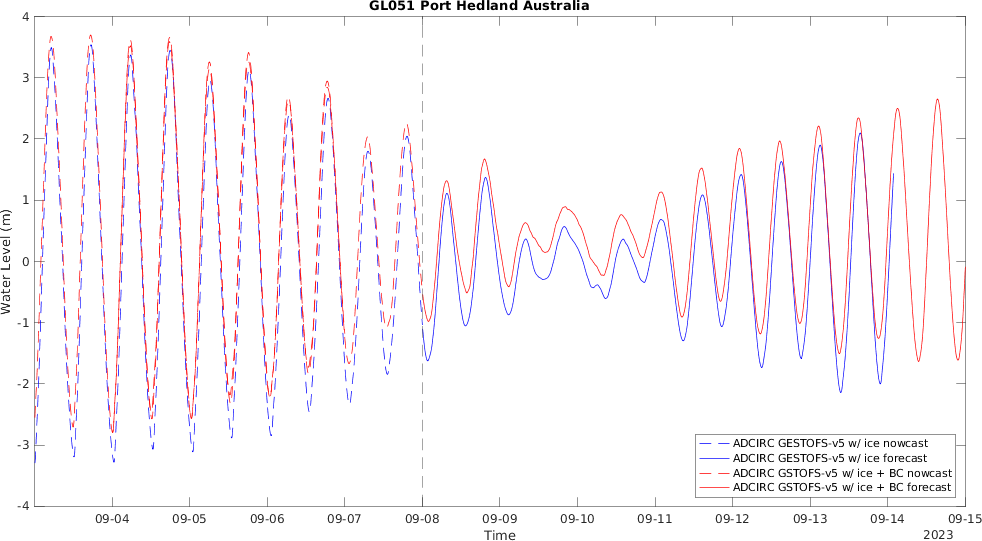 GL051 Port Hedland Australia
4
3
2
1
0
-1
-2
-3
-4
Water Level (m)
09-04 09-05 09-06 09-07 09-08 09-09 09-10 09-11 09-12 09-13 09-14 09-15
Time
2023
ADCIRC GESTOFS-v5 w/ ice nowcast
ADCIRC GESTOFS-v5 w/ ice forecast
ADCIRC GSTOFS-v5 w/ ice + BC nowcast
ADCIRC GSTOFS-v5 w/ ice + BC forecast